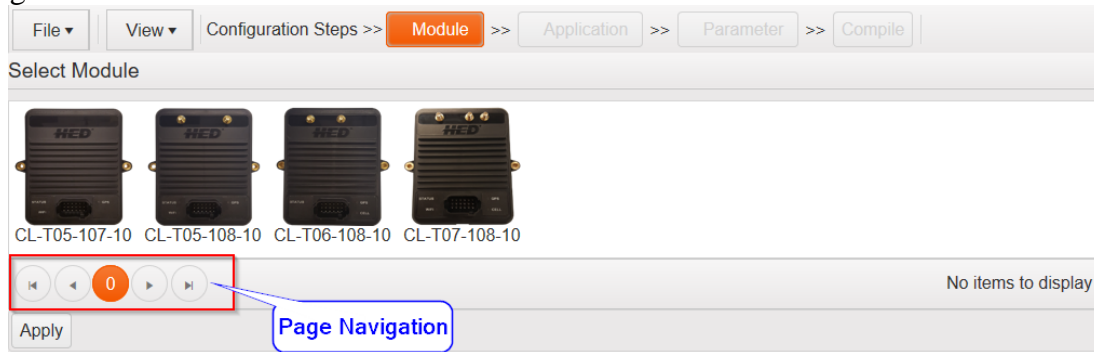 File ▾ View ▾ Configuration Steps >> Module >> Application >> Parameter >> Compile
Select Module
HED HED HED HED
CL-T05-107-10 CL-T05-108-10 CL-T06-108-10 CL-T07-108-10
0 No items to display
Page Navigation
Apply